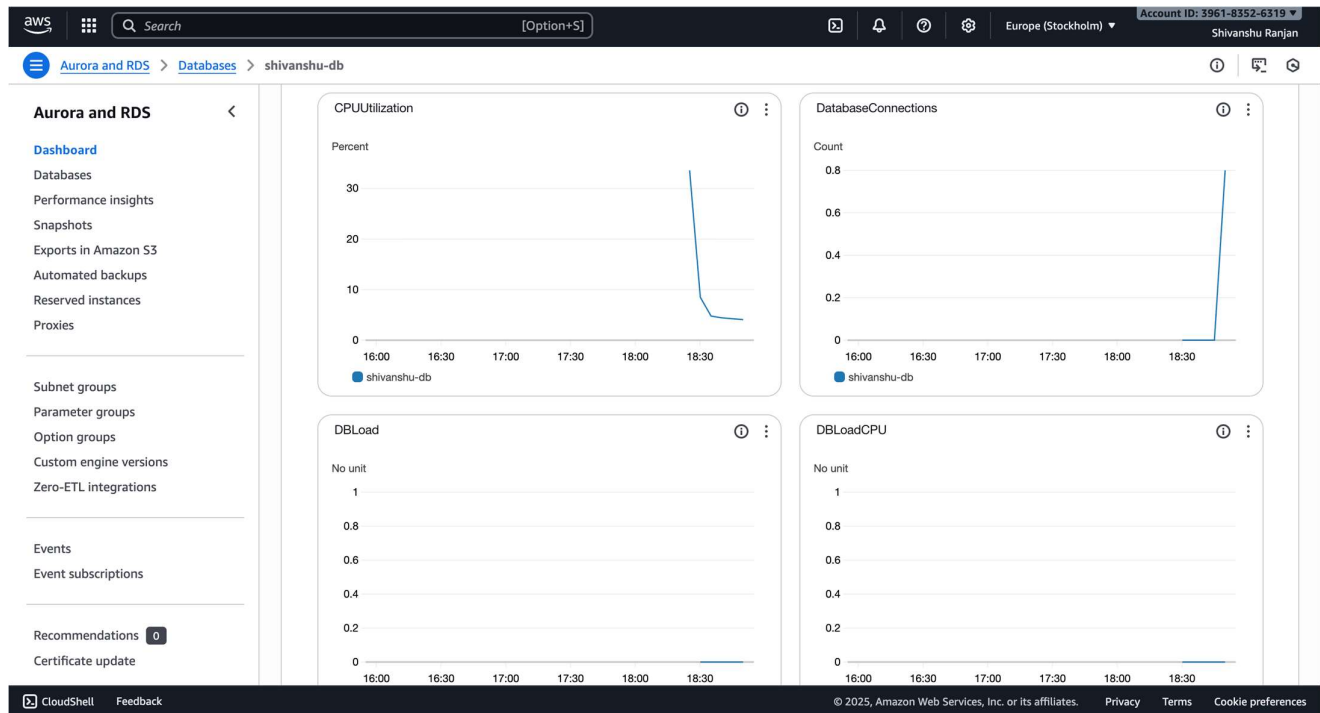 aws
Search [Option+S]
Europe (Stockholm) ▼
Account ID: 3961-8352-6319 ▼
Shivanshu Ranjan
Aurora and RDS > Databases > shivanshu-db
Aurora and RDS
Dashboard
Databases
Performance insights
Snapshots
Exports in Amazon S3
Automated backups
Reserved instances
Proxies
Subnet groups
Parameter groups
Option groups
Custom engine versions
Zero-ETL integrations
Events
Event subscriptions
Recommendations 0
Certificate update
CPUUtilization
Percent
30
20
10
0
16:00 16:30 17:00 17:30 18:00 18:30
shivanshu-db
DatabaseConnections
Count
0.8
0.6
0.4
0.2
0
16:00 16:30 17:00 17:30 18:00 18:30
shivanshu-db
DBLoad
No unit
1
0.8
0.6
0.4
0.2
0
16:00 16:30 17:00 17:30 18:00 18:30
DBLoadCPU
No unit
1
0.8
0.6
0.4
0.2
0
16:00 16:30 17:00 17:30 18:00 18:30
CloudShell Feedback
© 2025, Amazon Web Services, Inc. or its affiliates. Privacy Terms Cookie preferences